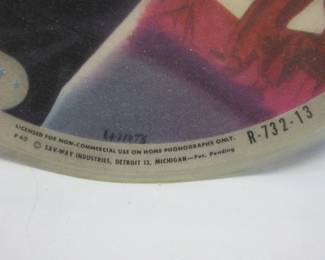 LICENSED FOR NON-COMMERCIAL USE ON HOME PHONOGRAPHS ONLY.
© SAV-WAY INDUSTRIES, DETROIT 13, MICHIGAN—Pat. Pending
R-732-13